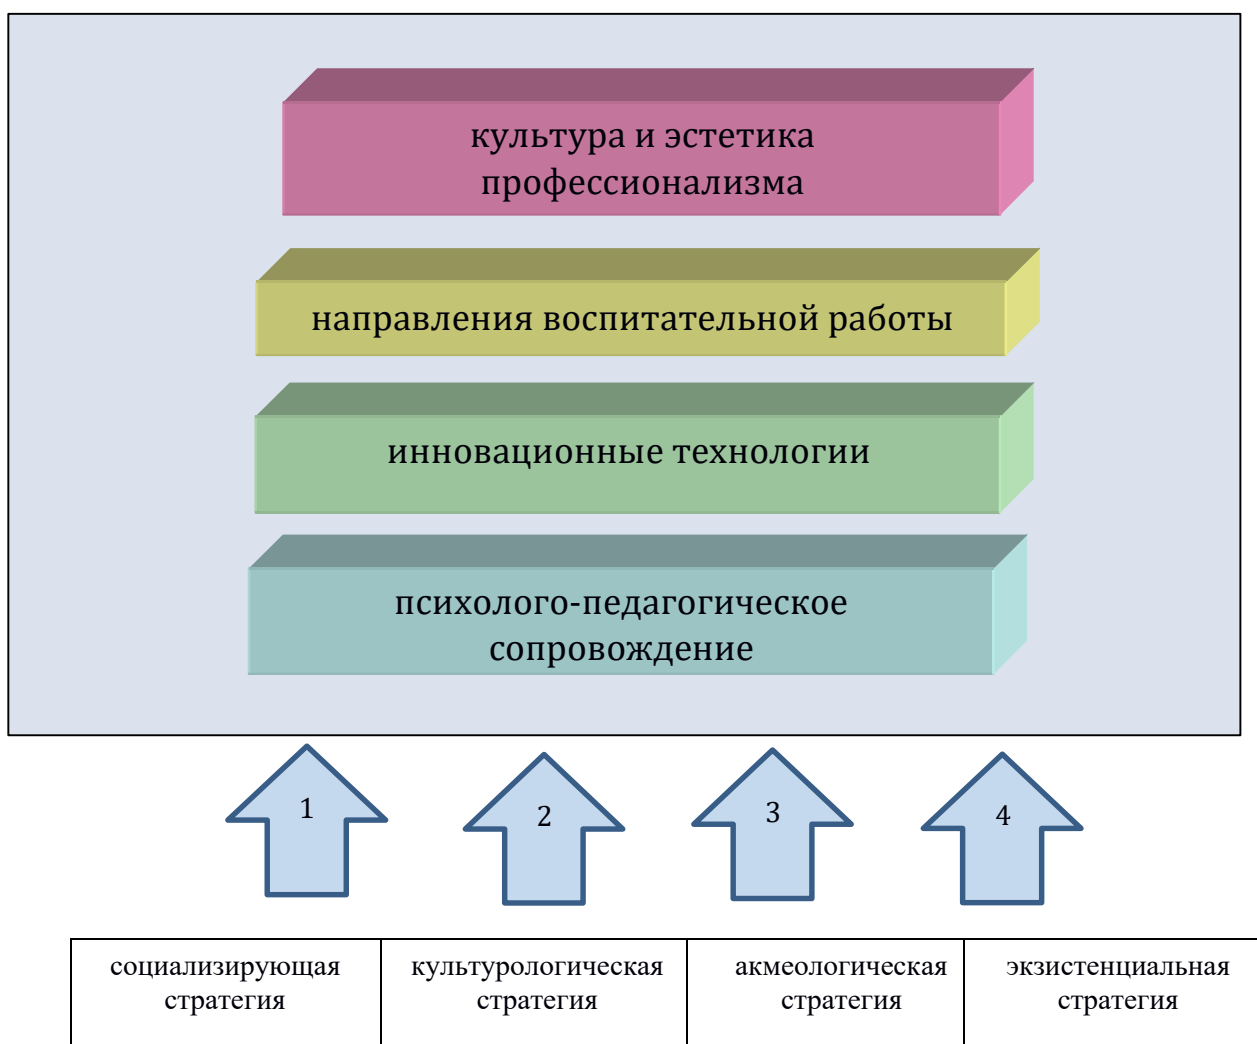 культура и эстетика
профессионализма
направления воспитательной работы
инновационные технологии
психолого-педагогическое
сопровождение
1
2
3
4
социализирующая
стратегия
культурологическая
стратегия
акмеологическая
стратегия
экзистенциальная
стратегия